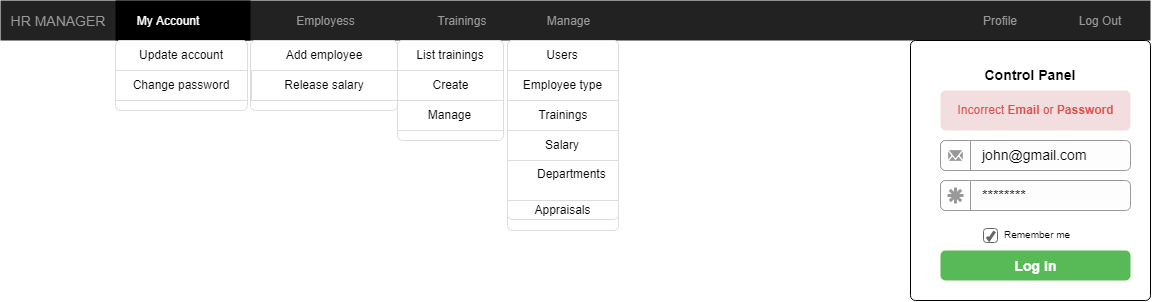 HR MANAGER My Account Employess Trainings Manage Profile Log Out
Update account
Change password
Add employee
Release salary
List trainings
Create
Manage
Users
Employee type
Trainings
Salary
Departments
Appraisals
Control Panel
Incorrect Email or Password
john@gmail.com
********
Remember me
Log In